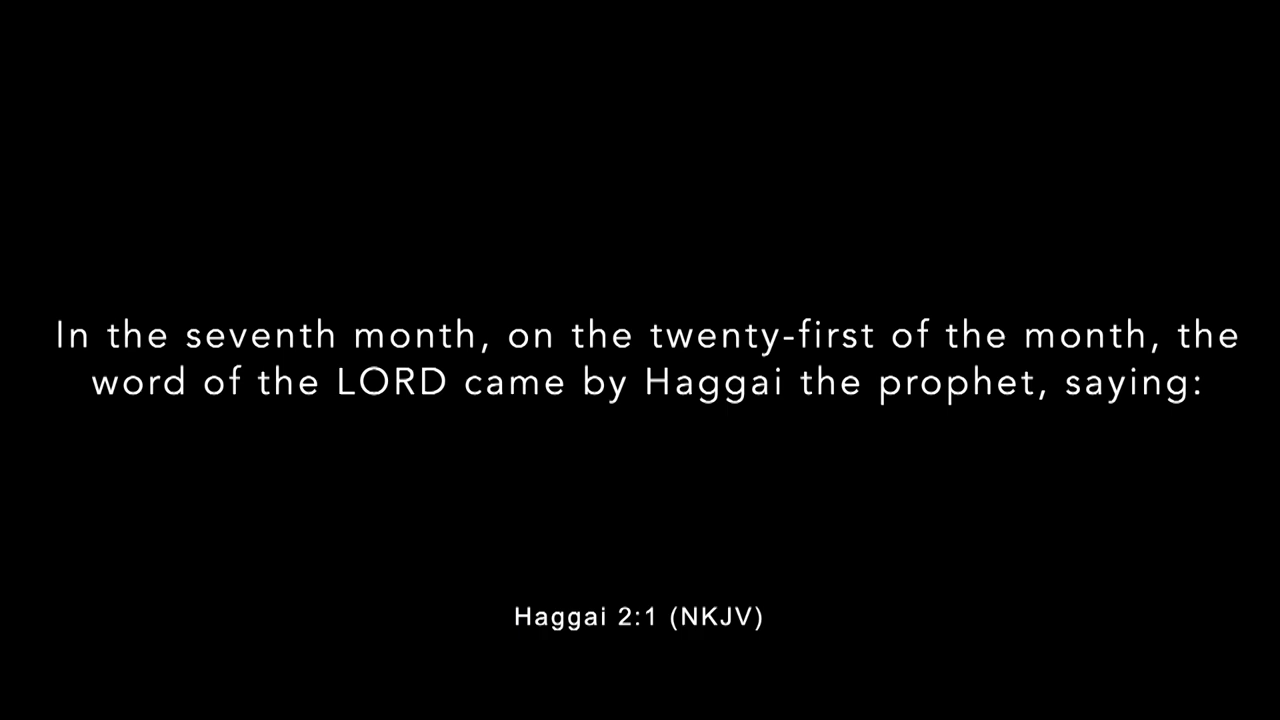 In the seventh month, on the twenty-first of the month, the
word of the LORD came by Haggai the prophet, saying:
Haggai 2:1 (NKJV)